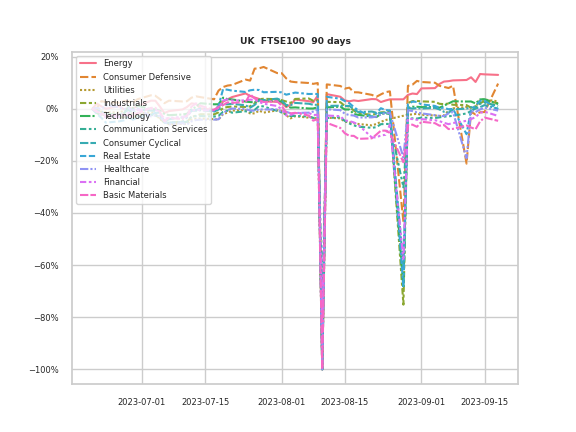 UK FTSE100 90 days
20%
0%
−20%
−40%
−60%
−80%
−100%
Energy
Consumer Defensive
Utilities
Industrials
Technology
Communication Services
Consumer Cyclical
Real Estate
Healthcare
Financial
Basic Materials
2023-07-01
2023-07-15
2023-08-01
2023-08-15
2023-09-01
2023-09-15